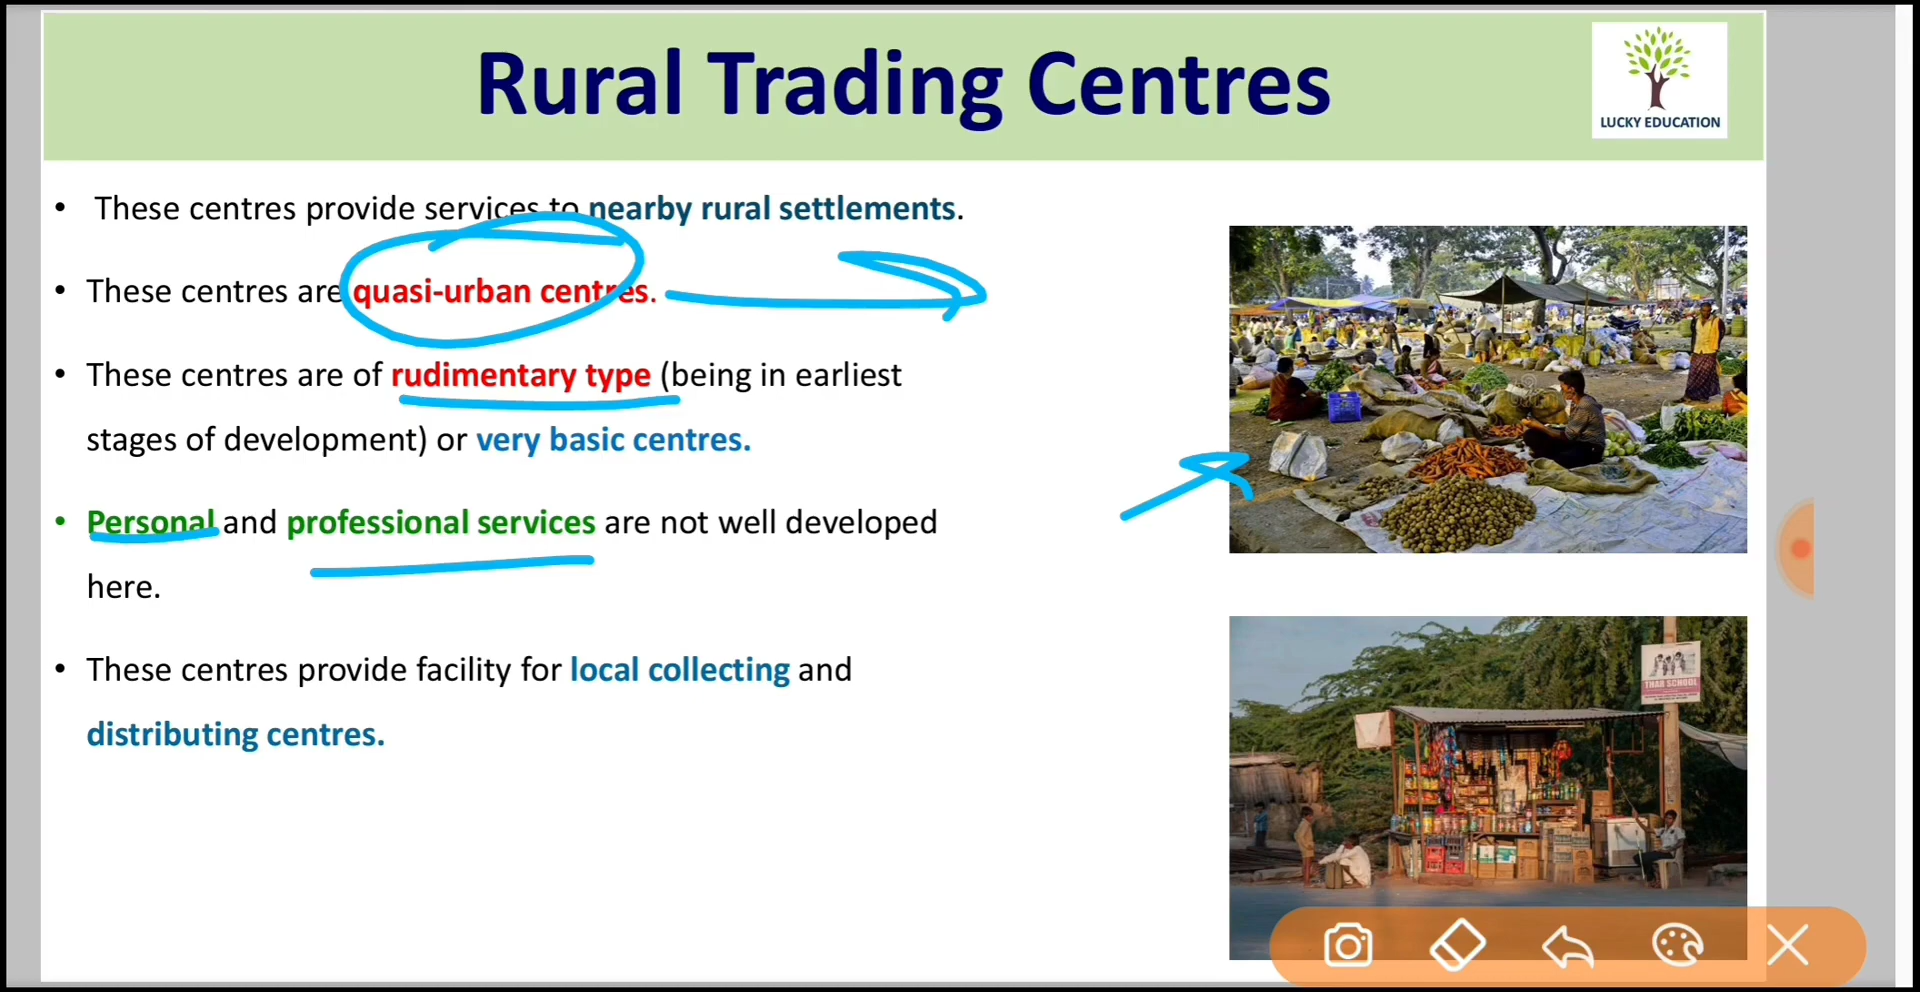 Rural Trading Centres
LUCKY EDUCATION
• These centres provide services to nearby rural settlements.
• These centres are quasi-urban centres.
• These centres are of rudimentary type (being in earliest
stages of development) or very basic centres.
• Personal and professional services are not well developed
here.
• These centres provide facility for local collecting and
distributing centres.
THAR SCHOOL